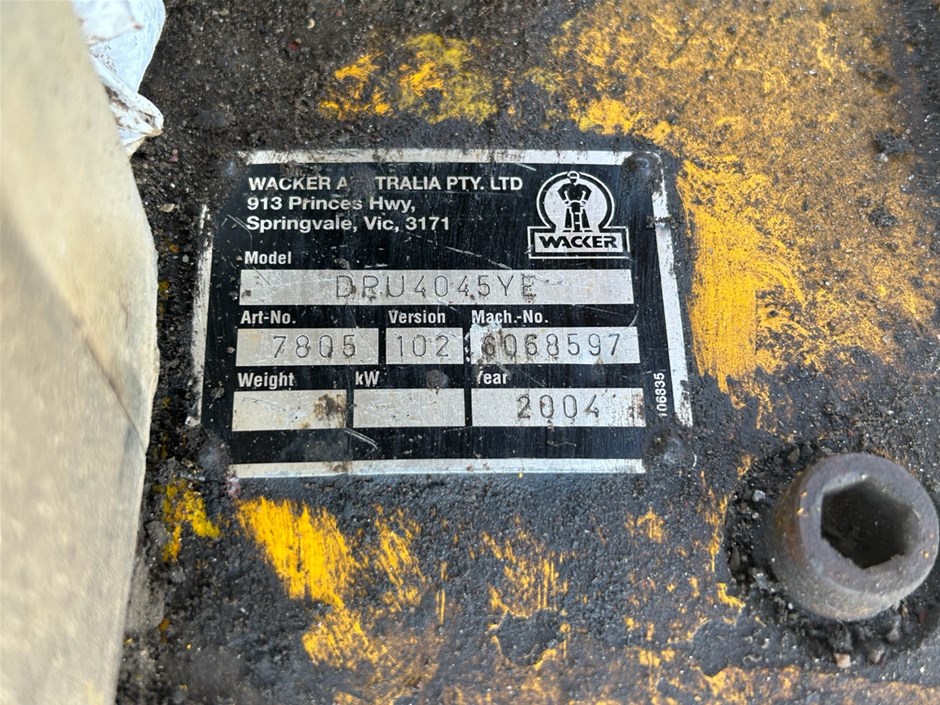 WACKER A TRALIA PTY. LTD
913 Princes Hwy,
Springvale, Vic, 3171
WACKER
Model
DPU4045YE
Art-No. Version Mach.-No.
7805 102 6068597
Weight kW Year
2004
106835